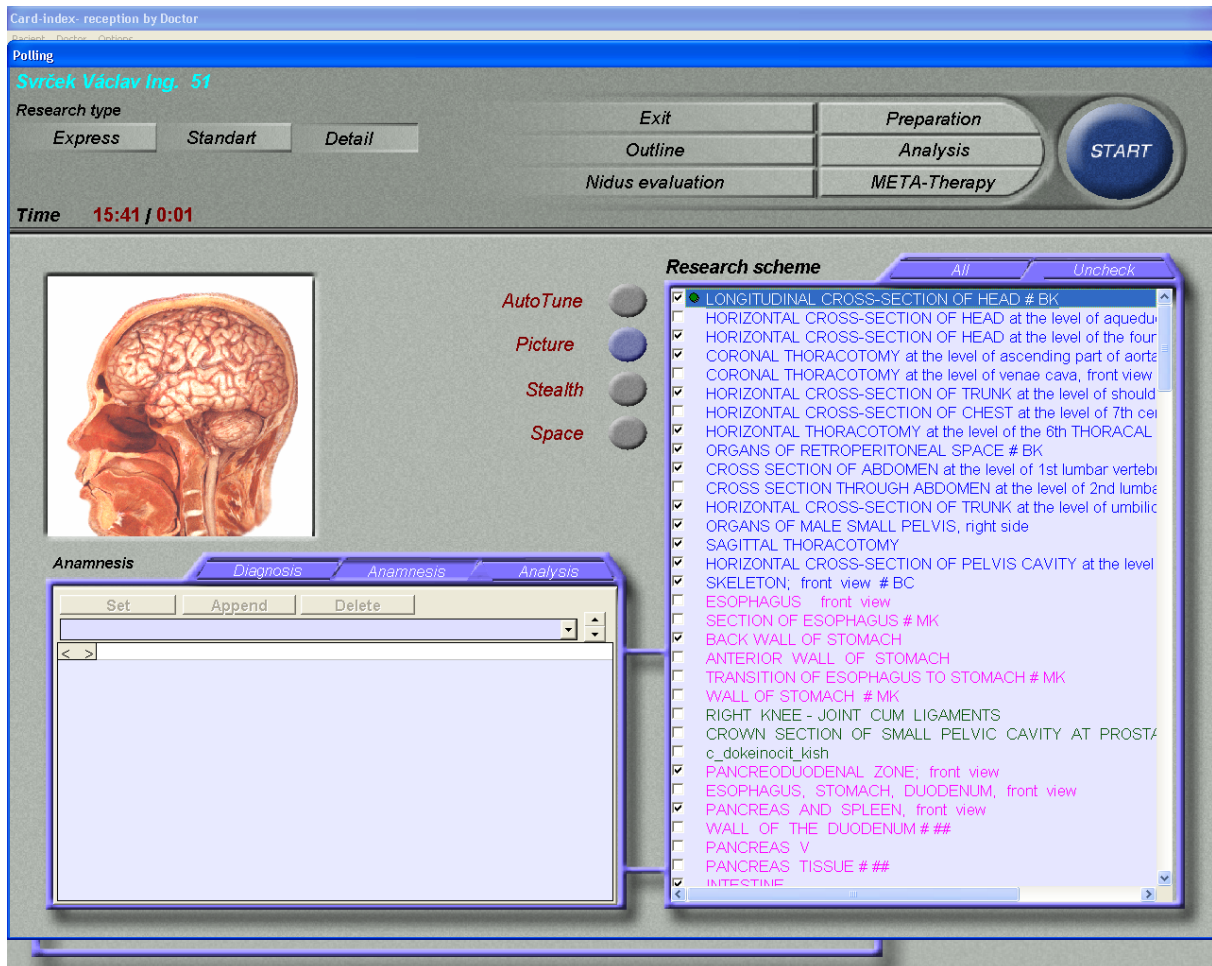 Card-index- reception by Doctor
Pacient Doctor Options
Polling
Svrček Václav Ing. 51
Research type
Express Standart Detail
Exit Preparation
Outline Analysis
Nidus evaluation META-Therapy
START
Time 15:41 / 0:01
AutoTune
Picture
Stealth
Space
Research scheme All Uncheck
LONGITUDINAL CROSS-SECTION OF HEAD # BK
HORIZONTAL CROSS-SECTION OF HEAD at the level of
HORIZONTAL CROSS-SECTION OF HEAD at the level of the
CORONAL THORACOTOMY at the level of ascending part of aorta
CORONAL THORACOTOMY at the level of venae cava, front view
HORIZONTAL CROSS-SECTION OF TRUNK at the level of
HORIZONTAL CROSS-SECTION OF CHEST at the level of 7th
HORIZONTAL THORACOTOMY at the level of the 6th THORACAL
ORGANS OF RETROPERITONEAL SPACE # BK
CROSS SECTION OF ABDOMEN at the level of 1st lumbar
CROSS SECTION THROUGH ABDOMEN at the level of 2nd
HORIZONTAL CROSS-SECTION OF TRUNK at the level of
ORGANS OF MALE SMALL PELVIS, right side
SAGITTAL THORACOTOMY
HORIZONTAL CROSS-SECTION OF PELVIS CAVITY at the level
SKELETON; front view # BC
ESOPHAGUS front view
SECTION OF ESOPHAGUS # MK
BACK WALL OF STOMACH
ANTERIOR WALL OF STOMACH
TRANSITION OF ESOPHAGUS TO STOMACH # MK
WALL OF STOMACH # MK
RIGHT KNEE - JOINT CUM LIGAMENTS
CROWN SECTION OF SMALL PELVIC CAVITY AT
c_dokeinocit_kish
PANCREODUODENAL ZONE; front view
ESOPHAGUS, STOMACH, DUODENUM, front view
PANCREAS AND SPLEEN, front view
WALL OF THE DUODENUM # ##
PANCREAS V
PANCREAS TISSUE # ##
INTESTINE
Anamnesis Diagnosis Anamnesis Analysis
Set Append Delete
< >